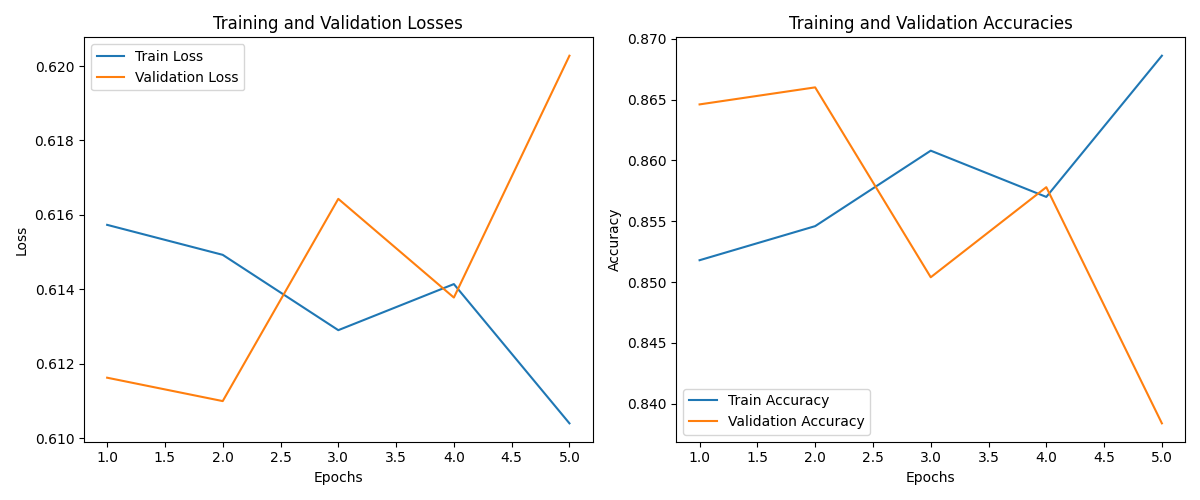 Training and Validation Losses
Train Loss
Validation Loss
0.620
0.618
0.616
0.614
0.612
0.610
Loss
1.0 1.5 2.0 2.5 3.0 3.5 4.0 4.5 5.0
Epochs
Training and Validation Accuracies
0.870
0.865
0.860
0.855
0.850
0.845
0.840
Accuracy
Train Accuracy
Validation Accuracy
1.0 1.5 2.0 2.5 3.0 3.5 4.0 4.5 5.0
Epochs